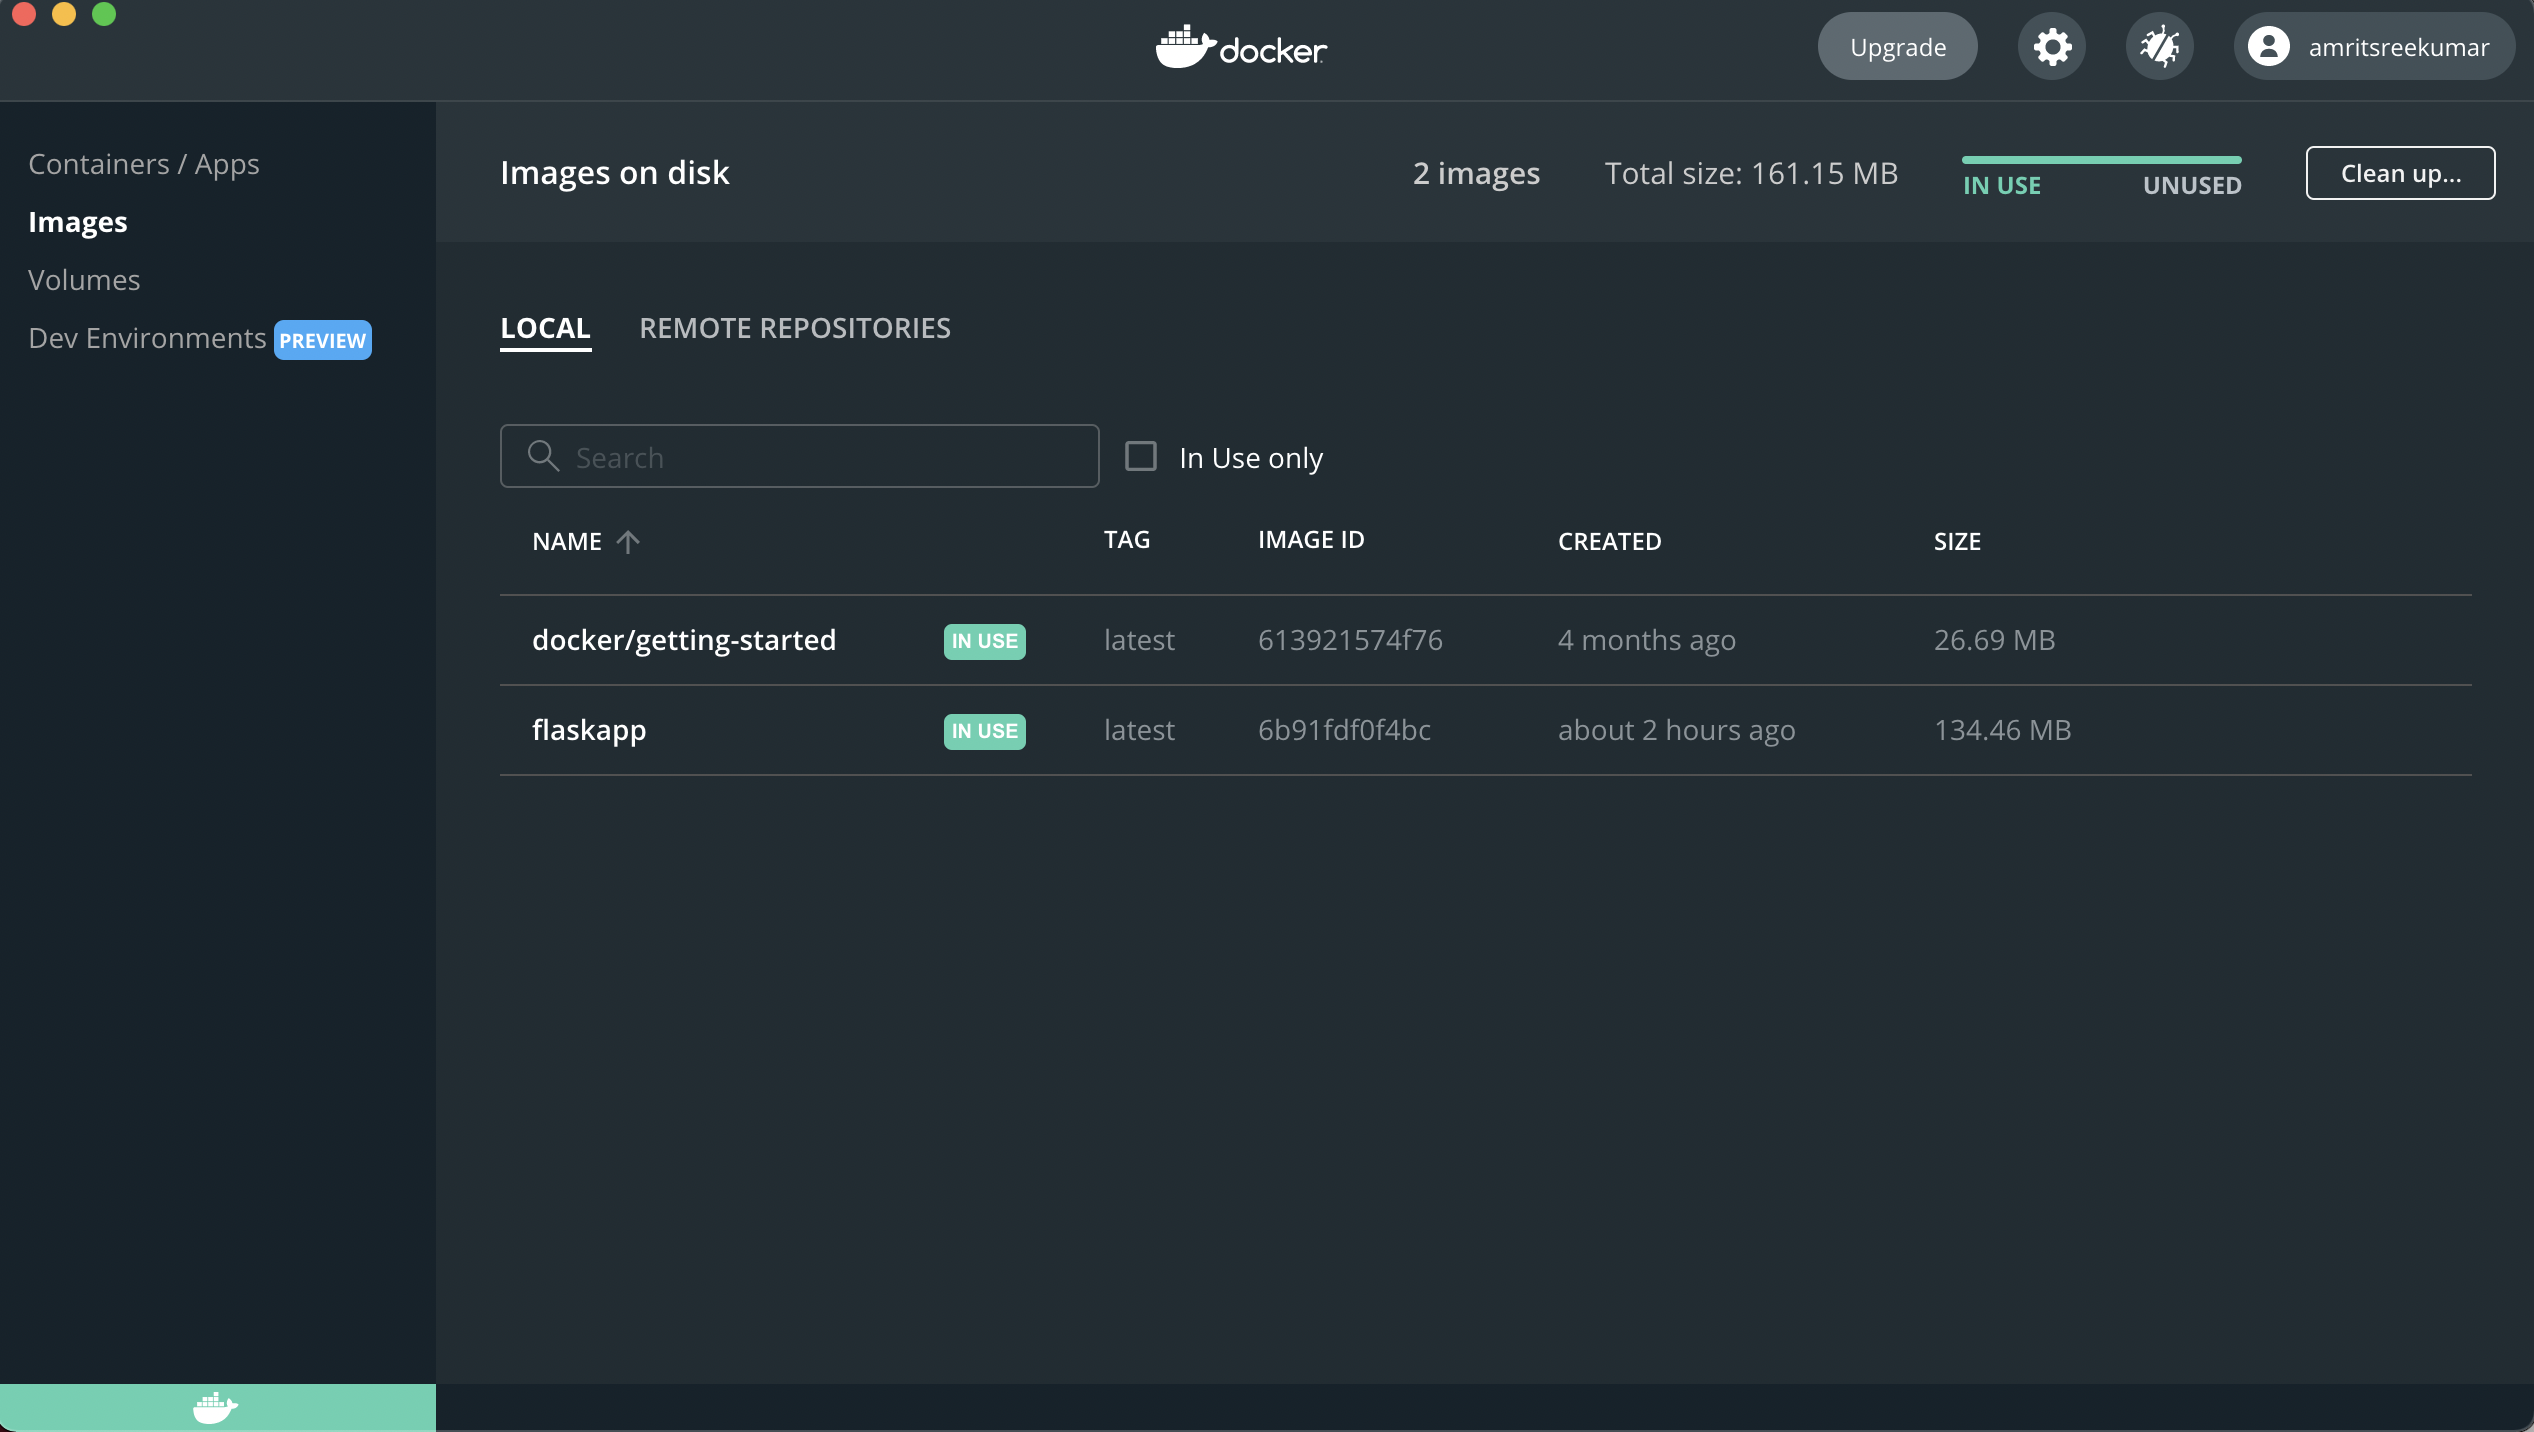 docker
Upgrade
amritsreekumar
Containers / Apps
Images
Volumes
Dev Environments PREVIEW
Images on disk
2 images
Total size: 161.15 MB
IN USE UNUSED
Clean up...
LOCAL REMOTE REPOSITORIES
Search
In Use only
NAME TAG IMAGE ID CREATED SIZE
docker/getting-started IN USE latest 613921574f76 4 months ago 26.69 MB
flaskapp IN USE latest 6b91fdf0f4bc about 2 hours ago 134.46 MB